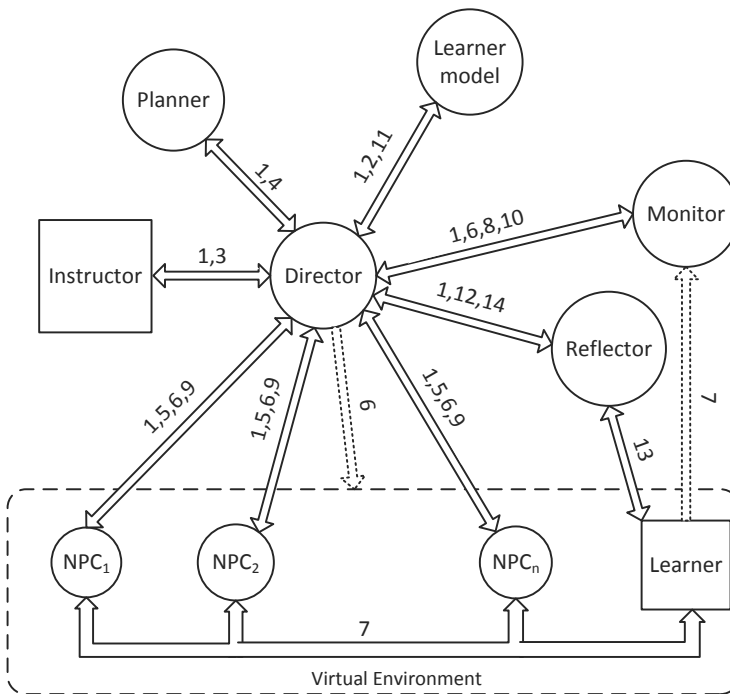 Learner
model
Planner
1,4
1,2,11
Monitor
1,6,8,10
Instructor
1,3
Director
1,12,14
Reflector
1,5,6,9
1,5,6,9
6
1,5,6,9
7
13
NPC₁
NPC₂
NPCₙ
Learner
7
Virtual Environment